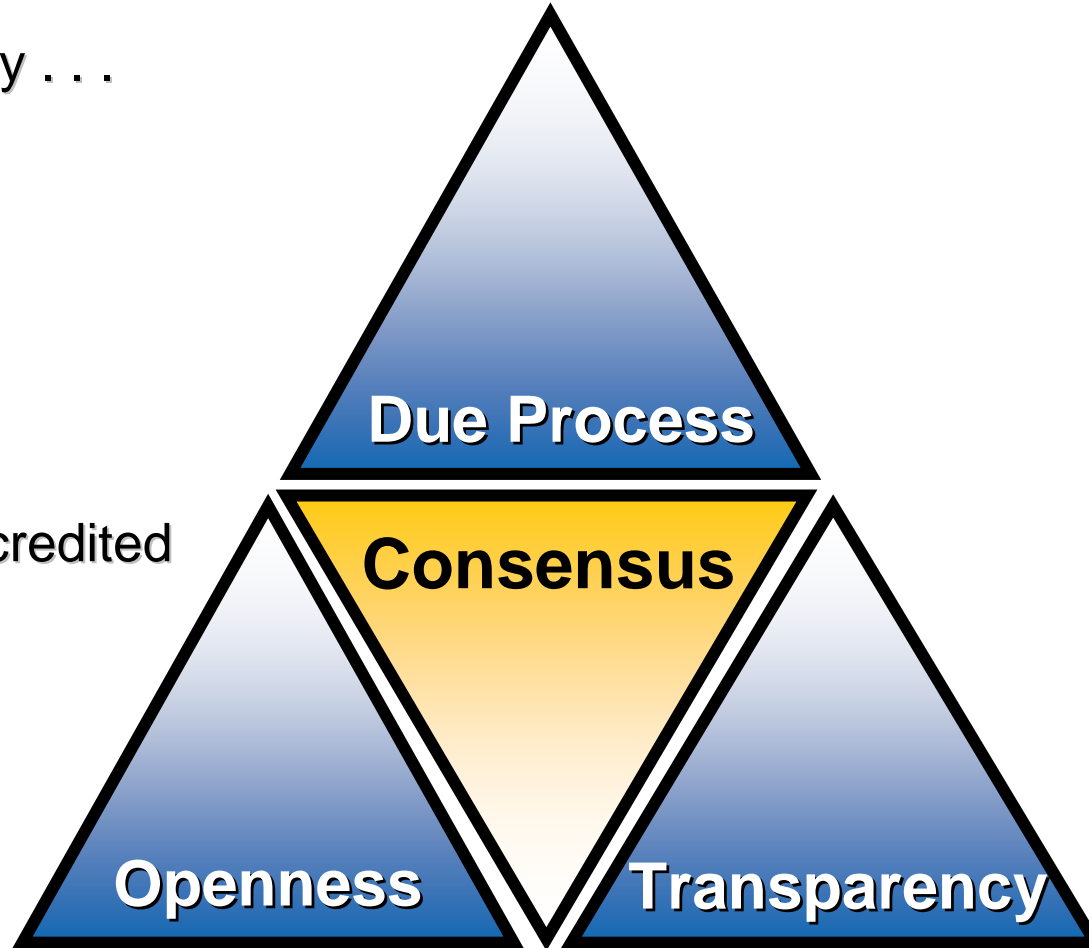 y . . .
Due Process
credited
Consensus
Openness
Transparency